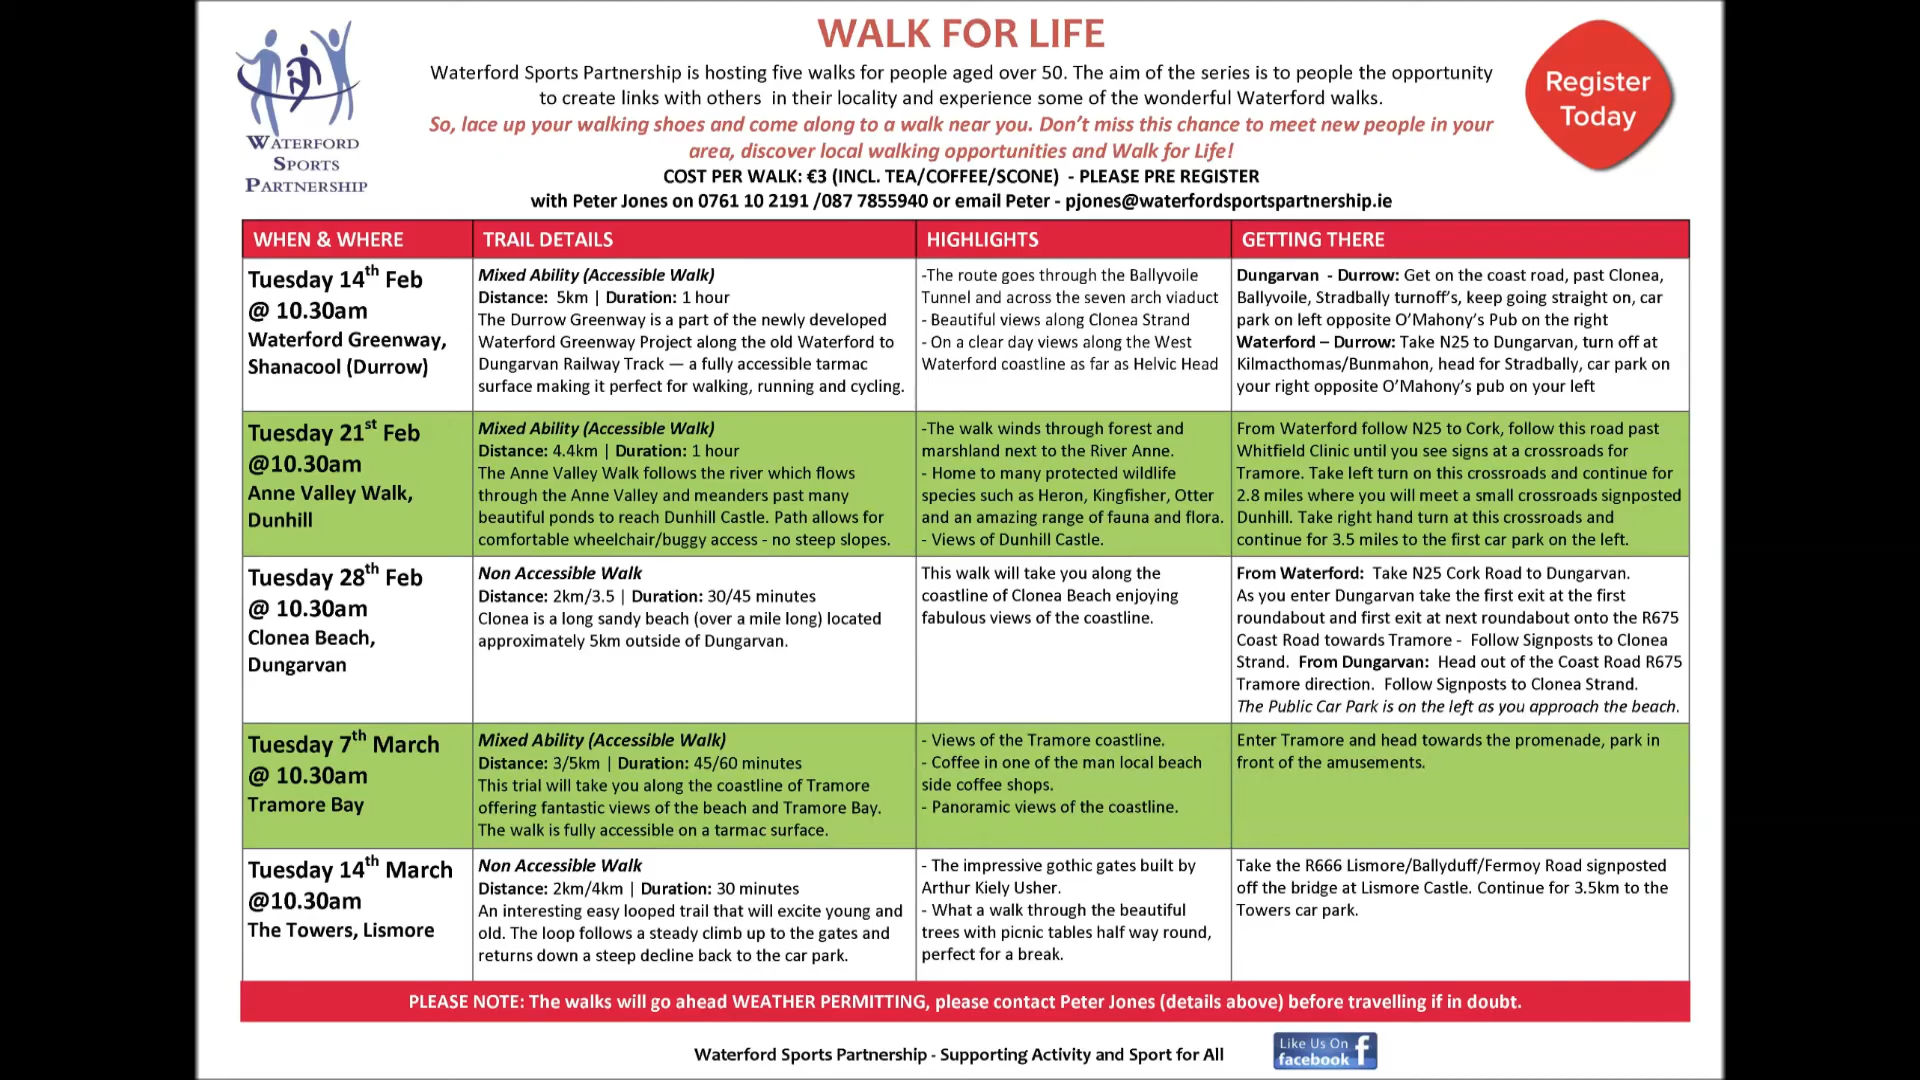 WATERFORD
SPORTS
PARTNERSHIP
WALK FOR LIFE
Waterford Sports Partnership is hosting five walks for people aged over 50. The aim of the series is to people the opportunity
to create links with others in their locality and experience some of the wonderful Waterford walks.
So, lace up your walking shoes and come along to a walk near you. Don't miss this chance to meet new people in your
area, discover local walking opportunities and Walk for Life!
COST PER WALK: €3 (INCL. TEA/COFFEE/SCONE) - PLEASE PRE REGISTER
with Peter Jones on 0761 10 2191 /087 7855940 or email Peter - pjones@waterfordsportspartnership.ie
Register
Today
WHEN & WHERE
TRAIL DETAILS
HIGHLIGHTS
GETTING THERE
Tuesday 14th Feb
@ 10.30am
Waterford Greenway,
Shanacool (Durrow)
Mixed Ability (Accessible Walk)
Distance: 5km | Duration: 1 hour
The Durrow Greenway is a part of the newly developed
Waterford Greenway Project along the old Waterford to
Dungarvan Railway Track — a fully accessible tarmac
surface making it perfect for walking, running and cycling.
-The route goes through the Ballyvoile
Tunnel and across the seven arch viaduct
- Beautiful views along Clonea Strand
- On a clear day views along the West
Waterford coastline as far as Helvic Head
Dungarvan - Durrow: Get on the coast road, past Clonea,
Ballyvoile, Stradbally turnoff's, keep going straight on, car
park on left opposite O'Mahony's Pub on the right
Waterford – Durrow: Take N25 to Dungarvan, turn off at
Kilmacthomas/Bunmahon, head for Stradbally, car park on
your right opposite O'Mahony's pub on your left
Tuesday 21st Feb
@10.30am
Anne Valley Walk,
Dunhill
Mixed Ability (Accessible Walk)
Distance: 4.4km | Duration: 1 hour
The Anne Valley Walk follows the river which flows
through the Anne Valley and meanders past many
beautiful ponds to reach Dunhill Castle. Path allows for
comfortable wheelchair/buggy access - no steep slopes.
-The walk winds through forest and
marshland next to the River Anne.
- Home to many protected wildlife
species such as Heron, Kingfisher, Otter
and an amazing range of fauna and flora.
- Views of Dunhill Castle.
From Waterford follow N25 to Cork, follow this road past
Whitfield Clinic until you see signs at a crossroads for
Tramore. Take left turn on this crossroads and continue for
2.8 miles where you will meet a small crossroads signposted
Dunhill. Take right hand turn at this crossroads and
continue for 3.5 miles to the first car park on the left.
Tuesday 28th Feb
@ 10.30am
Clonea Beach,
Dungarvan
Non Accessible Walk
Distance: 2km/3.5 | Duration: 30/45 minutes
Clonea is a long sandy beach (over a mile long) located
approximately 5km outside of Dungarvan.
This walk will take you along the
coastline of Clonea Beach enjoying
fabulous views of the coastline.
From Waterford: Take N25 Cork Road to Dungarvan.
As you enter Dungarvan take the first exit at the first
roundabout and first exit at next roundabout onto the R675
Coast Road towards Tramore - Follow Signposts to Clonea
Strand. From Dungarvan: Head out of the Coast Road R675
Tramore direction. Follow Signposts to Clonea Strand.
The Public Car Park is on the left as you approach the beach.
Tuesday 7th March
@ 10.30am
Tramore Bay
Mixed Ability (Accessible Walk)
Distance: 3/5km | Duration: 45/60 minutes
This trial will take you along the coastline of Tramore
offering fantastic views of the beach and Tramore Bay.
The walk is fully accessible on a tarmac surface.
- Views of the Tramore coastline.
- Coffee in one of the man local beach
side coffee shops.
- Panoramic views of the coastline.
Enter Tramore and head towards the promenade, park in
front of the amusements.
Tuesday 14th March
@10.30am
The Towers, Lismore
Non Accessible Walk
Distance: 2km/4km | Duration: 30 minutes
An interesting easy looped trail that will excite young and
old. The loop follows a steady climb up to the gates and
returns down a steep decline back to the car park.
- The impressive gothic gates built by
Arthur Kiely Usher.
- What a walk through the beautiful
trees with picnic tables half way round,
perfect for a break.
Take the R666 Lismore/Ballyduff/Fermoy Road signposted
off the bridge at Lismore Castle. Continue for 3.5km to the
Towers car park.
PLEASE NOTE: The walks will go ahead WEATHER PERMITTING, please contact Peter Jones (details above) before travelling if in doubt.
Waterford Sports Partnership - Supporting Activity and Sport for All
Like Us On
facebook f